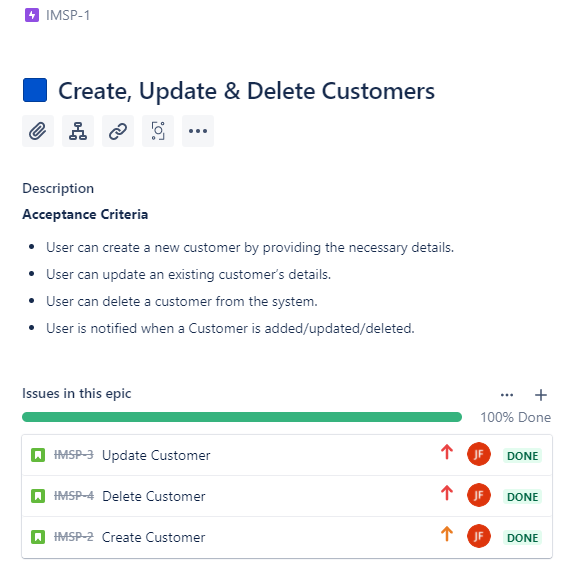 IMSP-1
Create, Update & Delete Customers
Description
Acceptance Criteria
User can create a new customer by providing the necessary details.
User can update an existing customer’s details.
User can delete a customer from the system.
User is notified when a Customer is added/updated/deleted.
Issues in this epic
100% Done
IMSP-3 Update Customer JF DONE
IMSP-4 Delete Customer JF DONE
IMSP-2 Create Customer JF DONE